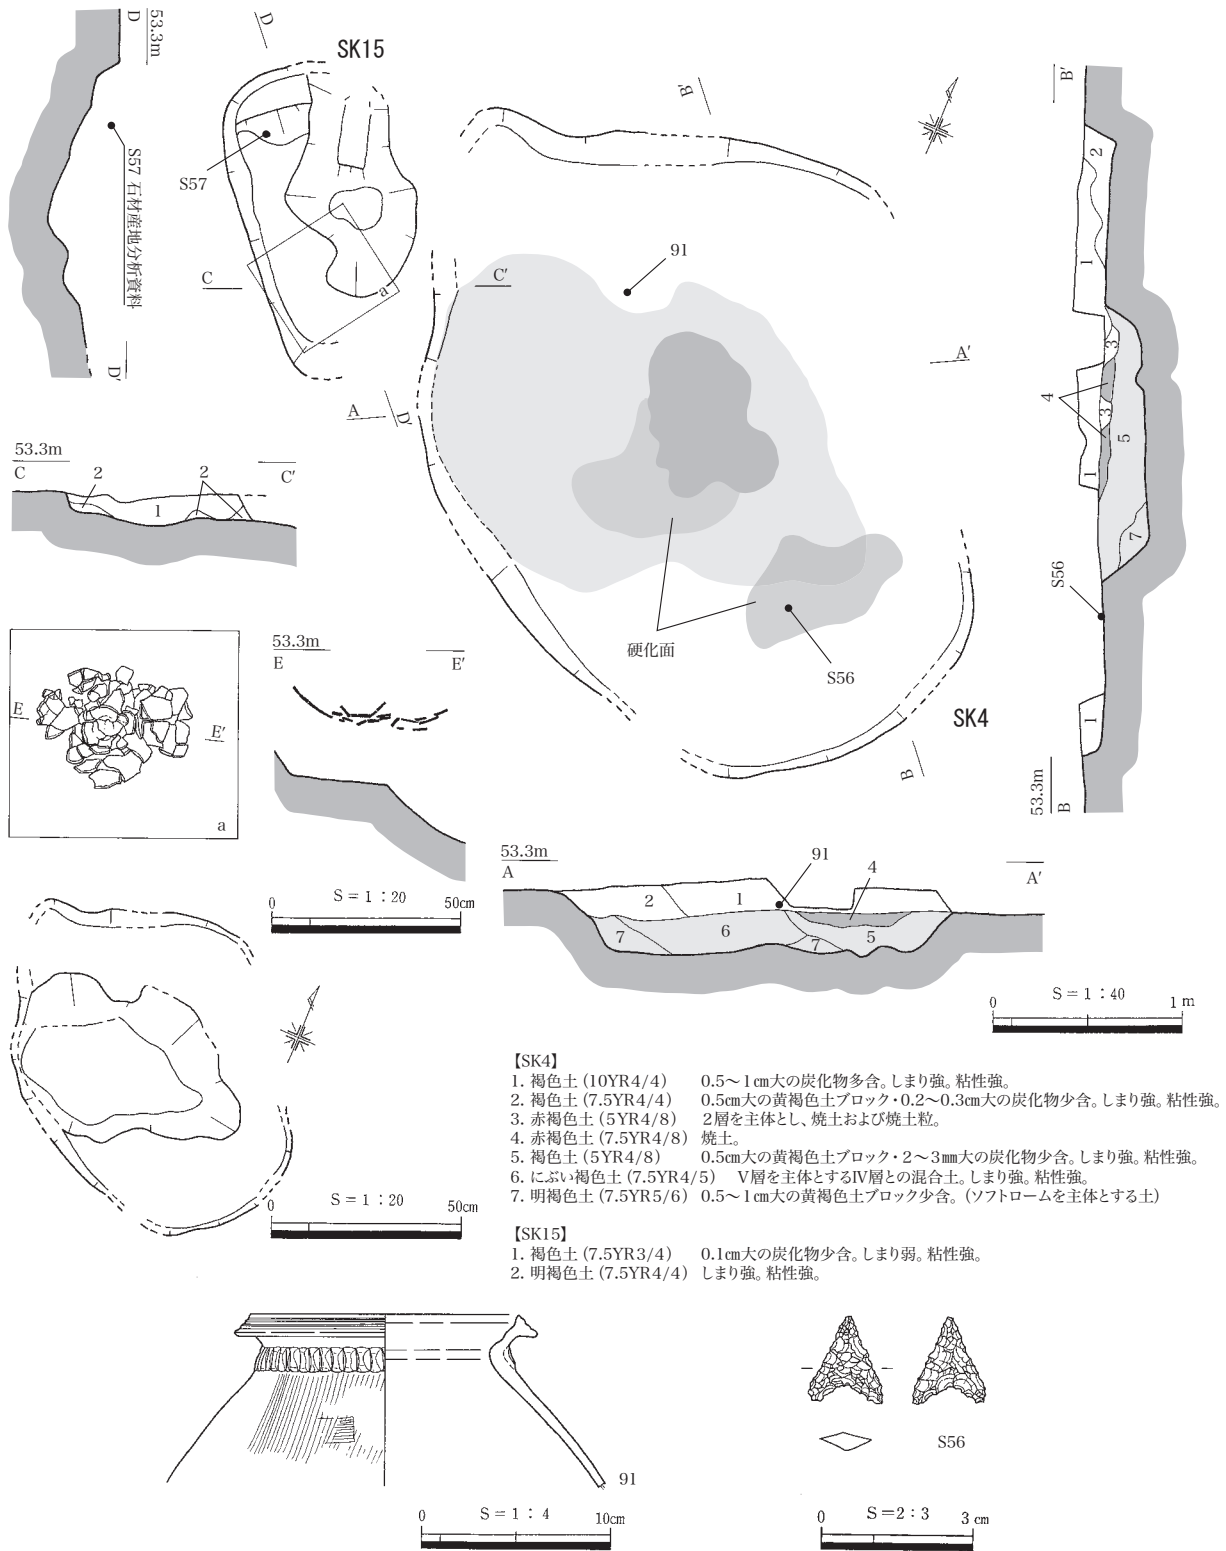 D
53.3m
D
SK15
B′
B′
S57 石材産地分析資料
S57
2
91
C
C′
1
a
D′
A
D′
A′
3
4
3
5
53.3m
C
2
2
C′
1
1
7
S56
硬化面
S56
53.3m
E
E′
SK4
E
E′
1
B
53.3m
B
a
53.3m
A
91
4
A′
2
1
7
6
7
5
0
S＝1：20
50cm
0
S＝1：40
1m
0
S＝1：20
50cm
【SK4】
1. 褐色土 (10YR4/4) 0.5～1㎝大の炭化物多含。しまり強。粘性強。
2. 褐色土 (7.5YR4/4) 0.5㎝大の黄褐色土ブロック・0.2～0.3㎝大の炭化物少含。しまり強。粘性強。
3. 赤褐色土 (5YR4/8) 2層を主体とし、焼土および焼土粒。
4. 赤褐色土 (7.5YR4/8) 焼土。
5. 褐色土 (5YR4/8) 0.5㎝大の黄褐色土ブロック・2～3㎜大の炭化物少含。しまり強。粘性強。
6. にぶい褐色土 (7.5YR4/5) Ⅴ層を主体とするⅣ層との混合土。しまり強。粘性強。
7. 明褐色土 (7.5YR5/6) 0.5～1㎝大の黄褐色土ブロック少含。(ソフトロームを主体とする土)
【SK15】
1. 褐色土 (7.5YR3/4) 0.1㎝大の炭化物少含。しまり弱。粘性強。
2. 明褐色土 (7.5YR4/4) しまり強。粘性強。
91
S56
0
S＝1：4
10cm
0
S＝2：3
3cm